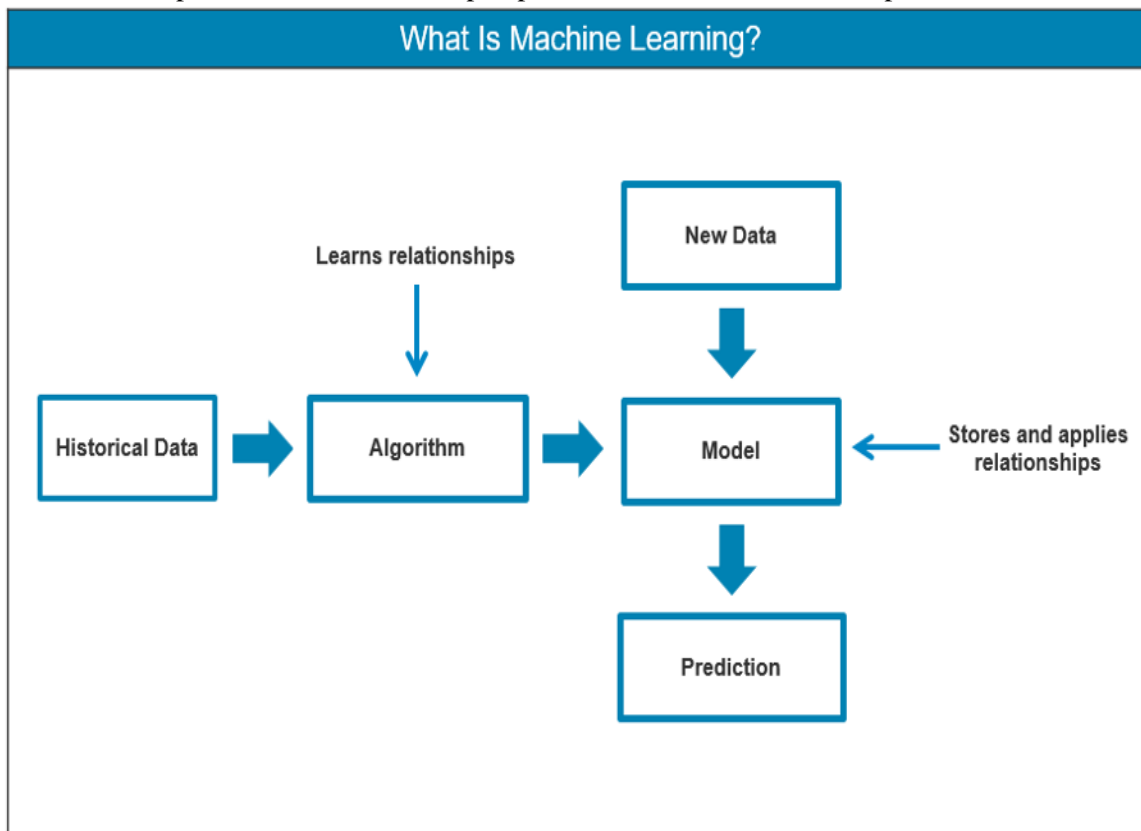 What Is Machine Learning?
New Data
Learns relationships
Historical Data
Algorithm
Model
Stores and applies
relationships
Prediction